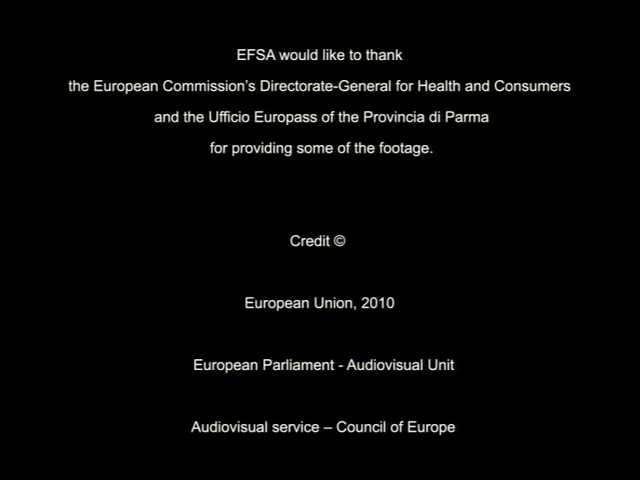 EFSA would like to thank
the European Commission’s Directorate-General for Health and Consumers
and the Ufficio Europass of the Provincia di Parma
for providing some of the footage.
Credit ©
European Union, 2010
European Parliament - Audiovisual Unit
Audiovisual service – Council of Europe